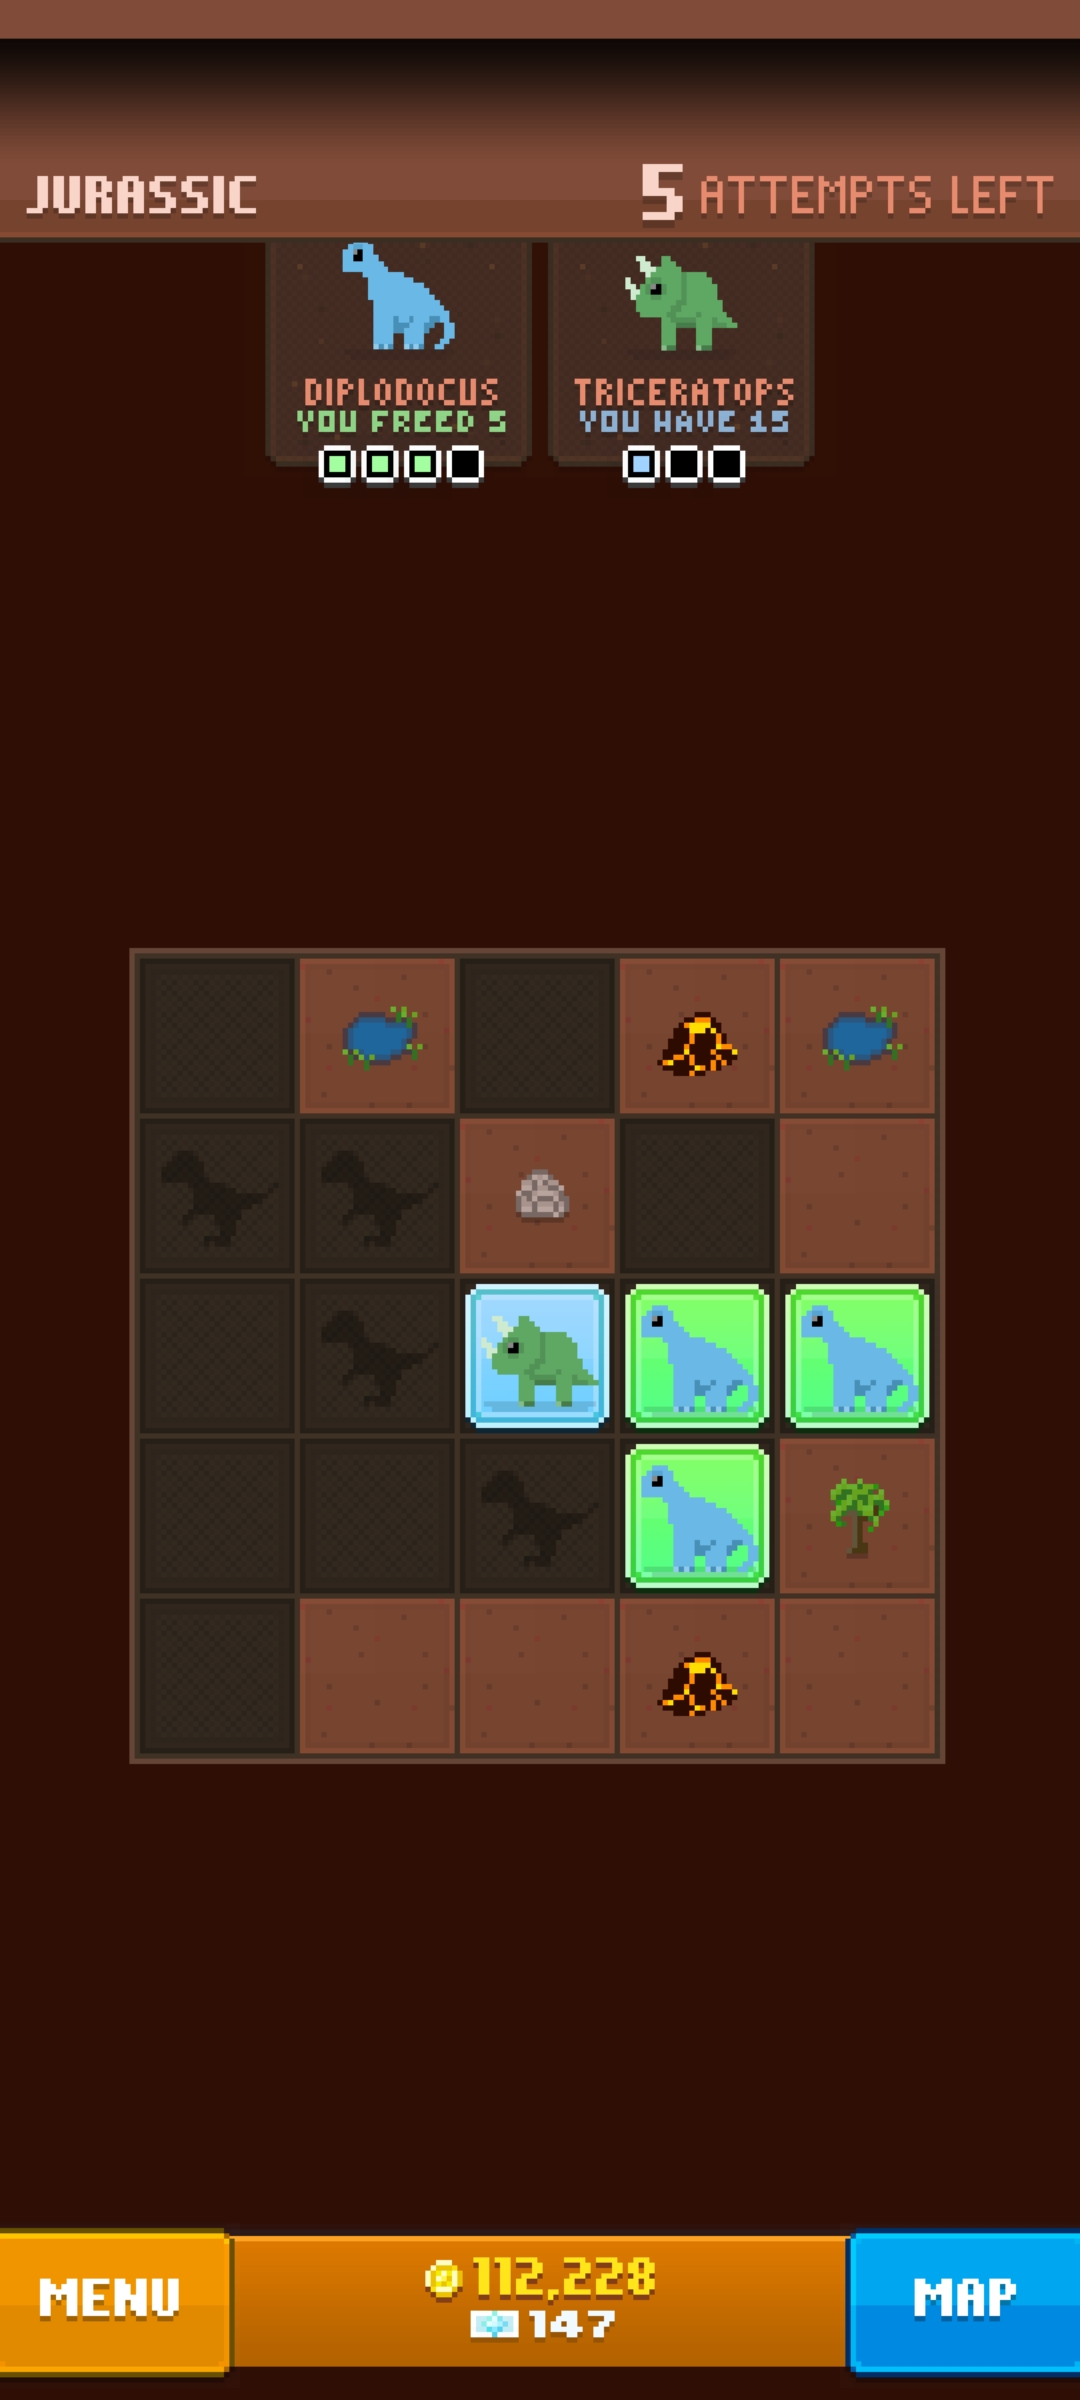 JURASSIC
5 ATTEMPTS LEFT
DIPLODOCUS
YOU FREED 5
TRICERATOPS
YOU HAVE 15
MENU
112,228
147
MAP